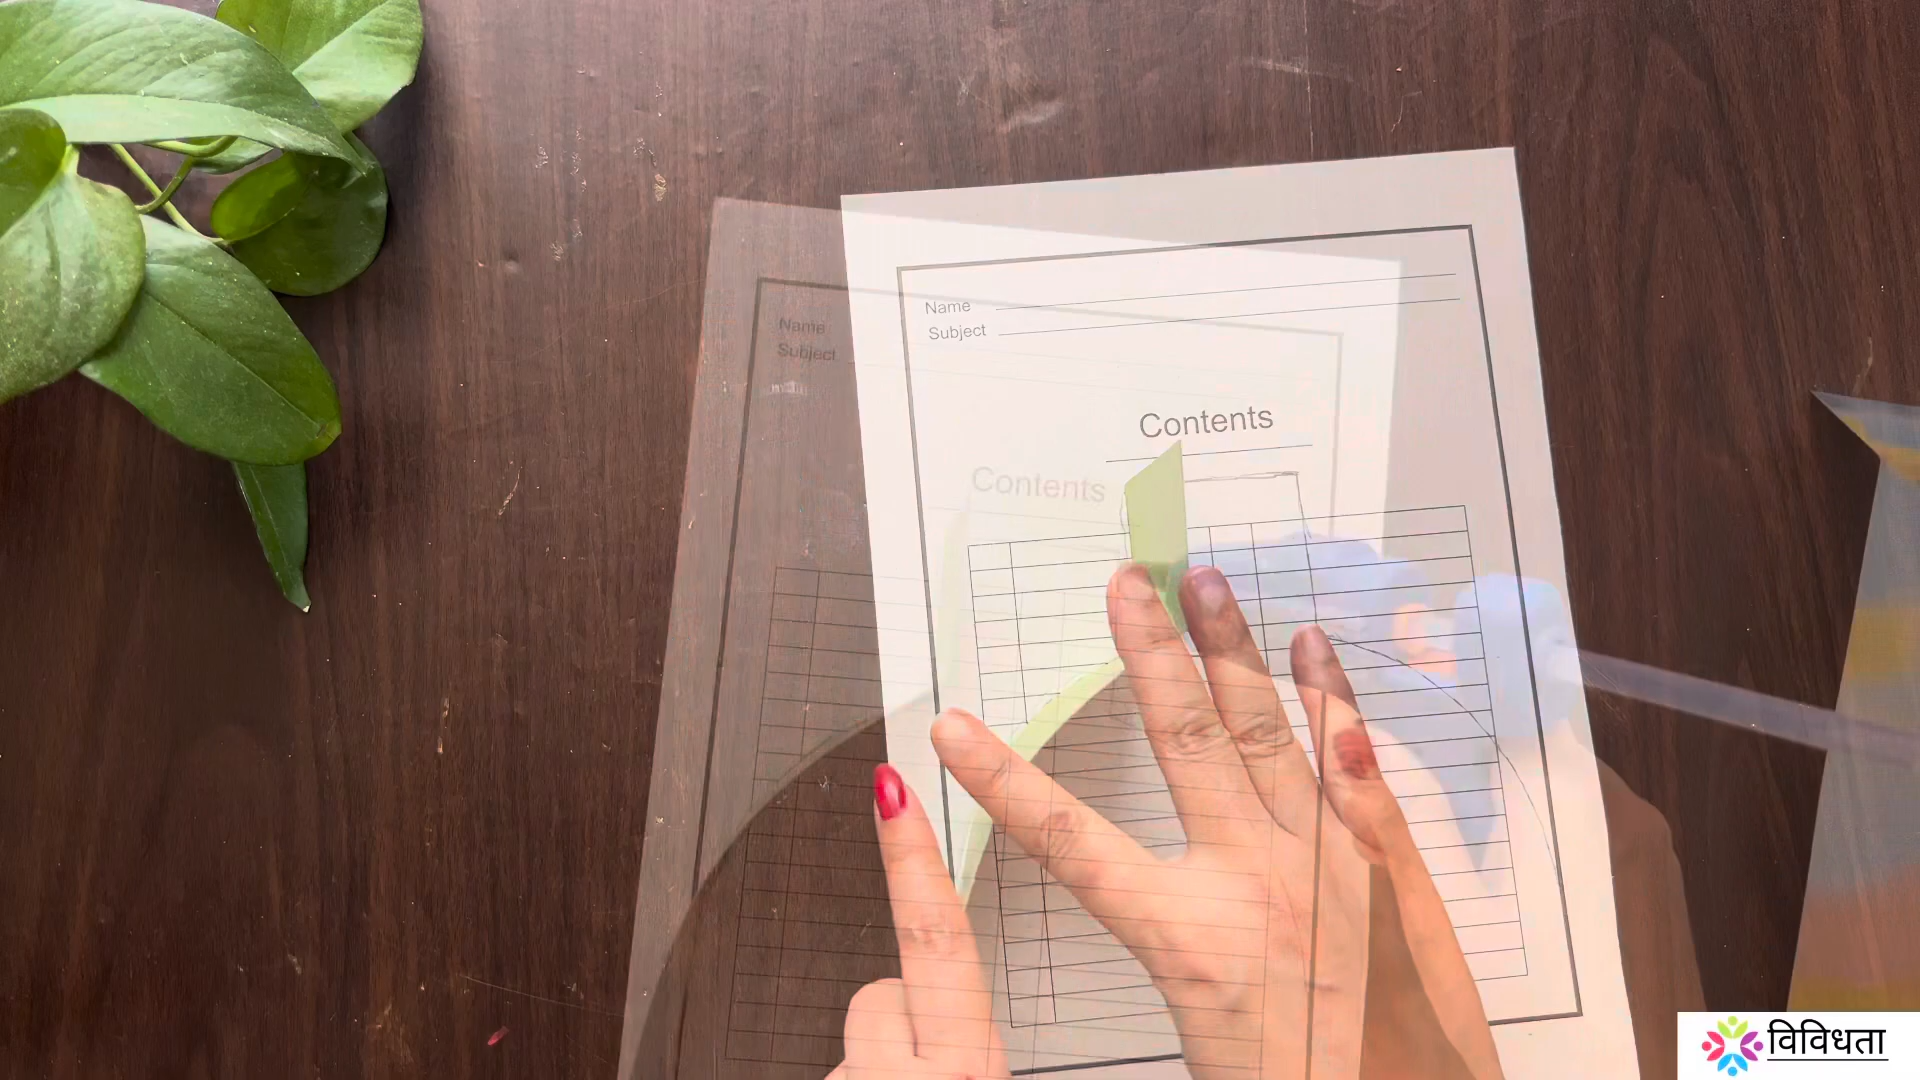 Name
Subject
Contents
Name
Subject
Contents
विविधता